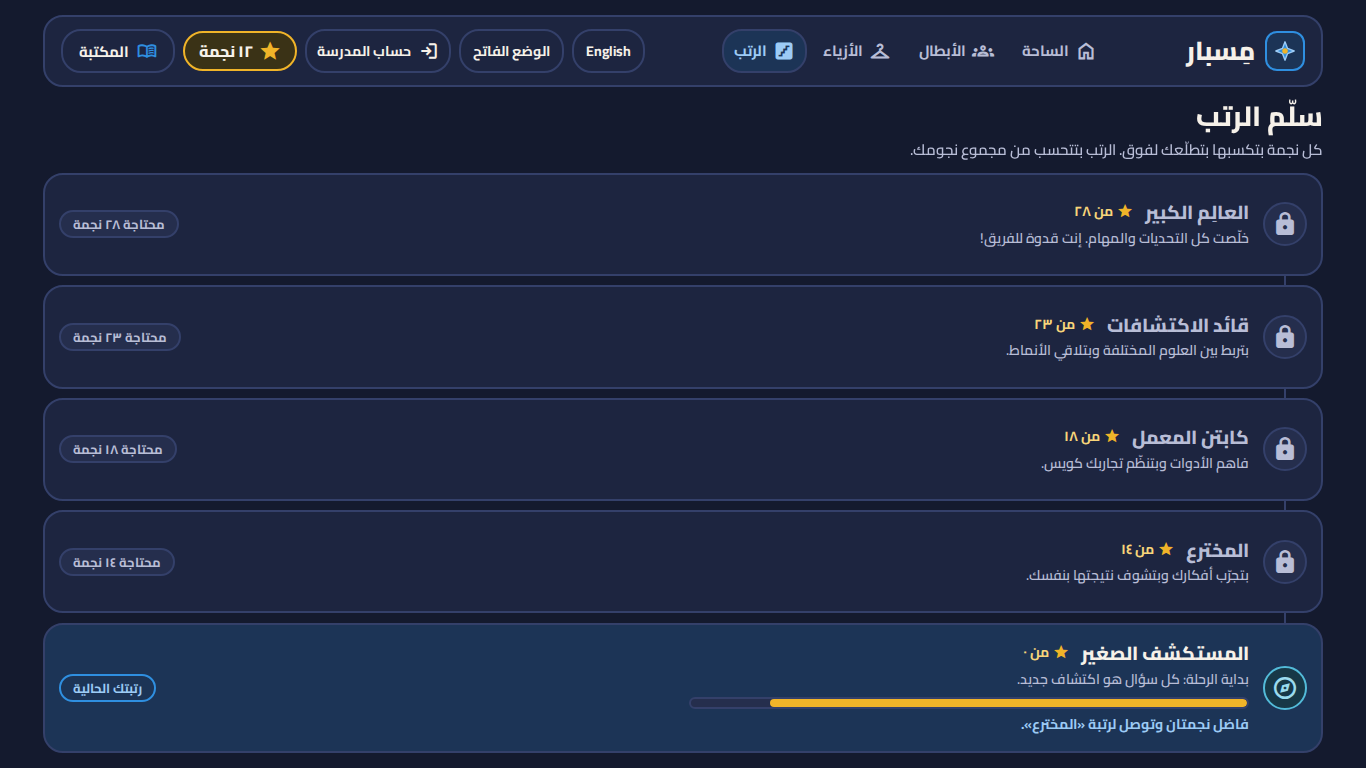 مِسبار
الساحة
الأبطال
الأزياء
الرتب
English
الوضع الفاتح
حساب المدرسة
١٢ نجمة
المكتبة
سلّم الرتب
كل نجمة بتكسبها بتطلّعك لفوق. الرتب بتتحسب من مجموع نجومك.
العالِم الكبير من ٢٨
خلّصت كل التحديات والمهام. إنت قدوة للفريق!
محتاجة ٢٨ نجمة
قائد الاكتشافات من ٢٣
بتربط بين العلوم المختلفة وبتلاقي الأنماط.
محتاجة ٢٣ نجمة
كابتن المعمل من ١٨
فاهم الأدوات وبتنظّم تجاربك كويس.
محتاجة ١٨ نجمة
المخترع من ١٤
بتجرّب أفكارك وبتشوف نتيجتها بنفسك.
محتاجة ١٤ نجمة
المستكشف الصغير من ٠
بداية الرحلة: كل سؤال هو اكتشاف جديد.
فاضل نجمتان وتوصل لرتبة «المخترع».
رتبتك الحالية